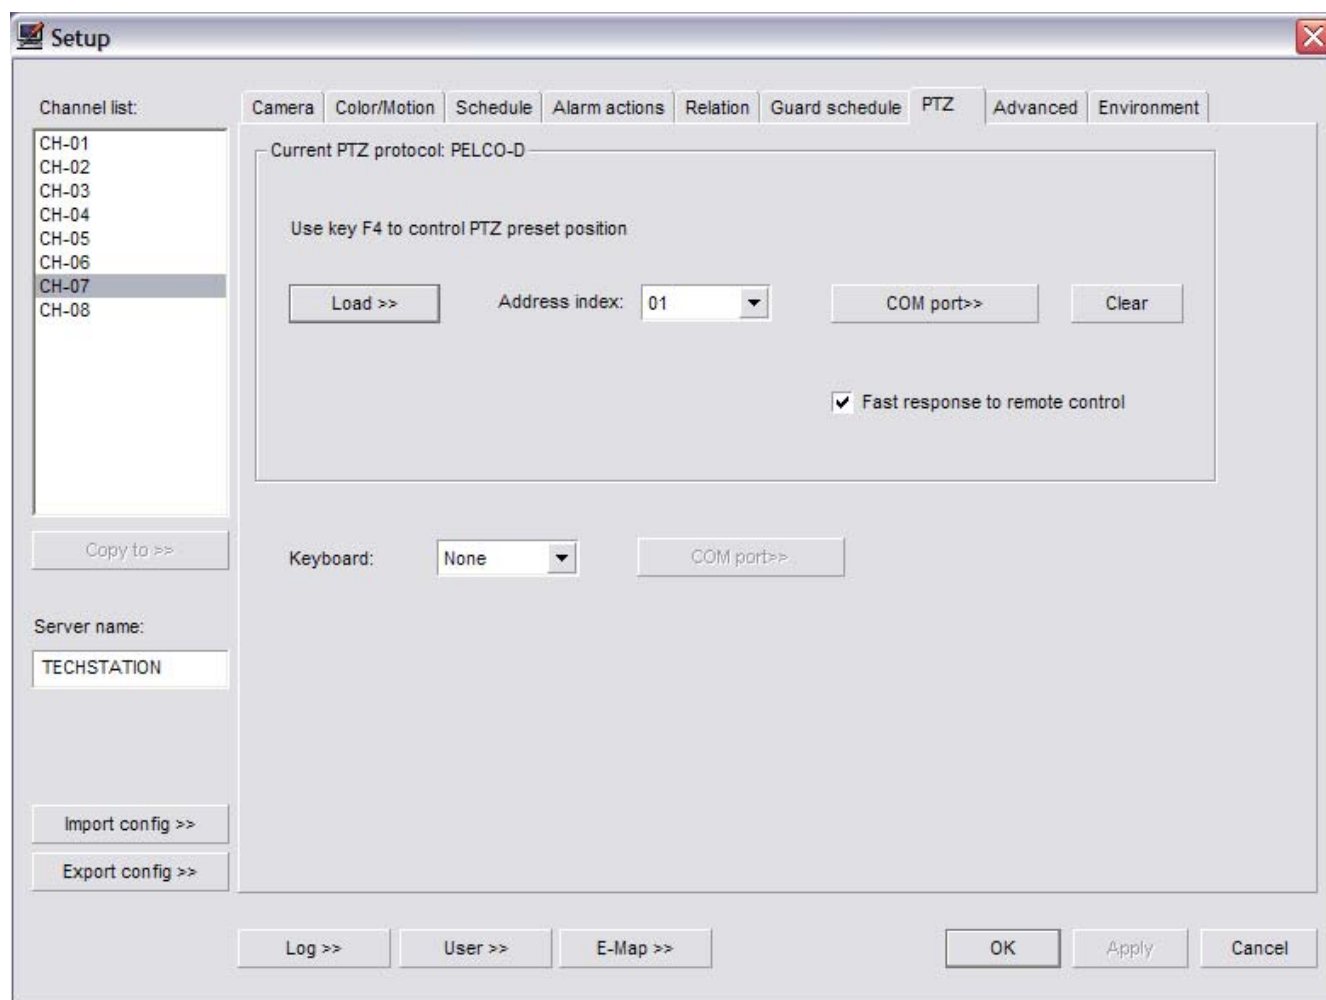 Setup
Channel list:
CH-01
CH-02
CH-03
CH-04
CH-05
CH-06
CH-07
CH-08
Copy to >>
Server name:
TECHSTATION
Import config >>
Export config >>
Camera Color/Motion Schedule Alarm actions Relation Guard schedule PTZ Advanced Environment
Current PTZ protocol: PELCO-D
Use key F4 to control PTZ preset position
Load >> Address index: 01 COM port>> Clear
Fast response to remote control
Keyboard: None COM port>>
Log >> User >> E-Map >> OK Apply Cancel